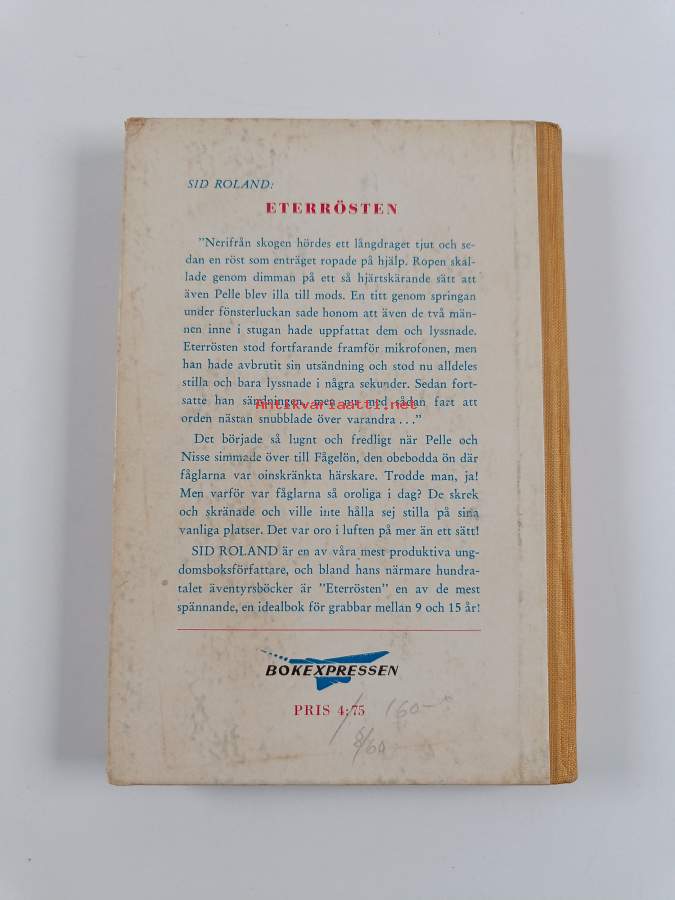 SID ROLAND:
ETERRÖSTEN
"Nerifrån skogen hördes ett långdraget tjut och se-
dan en röst som enträget ropade på hjälp. Ropen skal-
lade genom dimman på ett så hjärtskärande sätt att
även Pelle blev illa till mods. En titt genom springan
under fönsterluckan sade honom att även de två män-
nen inne i stugan hade uppfattat dem och lyssnade.
Eterrösten stod fortfarande framför mikrofonen, men
han hade avbrutit sin utsändning och stod nu alldeles
stilla och bara lyssnade i några sekunder. Sedan fort-
satte han sändningen, men nu med sådan fart att
Antikvariaatti.net
orden nästan snubblade över varandra . . ."
Det började så lugnt och fredligt när Pelle och
Nisse simmade över till Fågelön, den obebodda ön där
fåglarna var oinskränkta härskare. Trodde man, ja!
Men varför var fåglarna så oroliga i dag? De skrek
och skränade och ville inte hålla sej stilla på sina
vanliga platser. Det var oro i luften på mer än ett sätt!
SID ROLAND är en av våra mest produktiva ung-
domsboksförfattare, och bland hans närmare hundra-
talet äventyrsböcker är "Eterrösten" en av de mest
spännande, en idealbok för grabbar mellan 9 och 15 år!
BOKEXPRESSEN
PRIS 4:75
160-
8/60